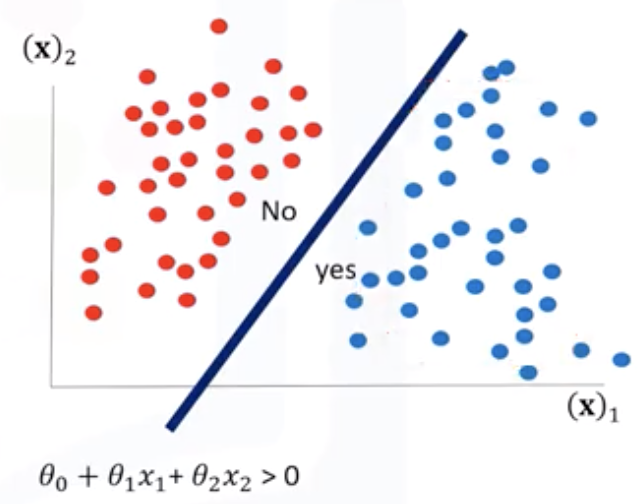 (𝐱)₂
No
yes
(𝐱)₁
𝜃₀ + 𝜃₁𝑥₁+ 𝜃₂𝑥₂ > 0